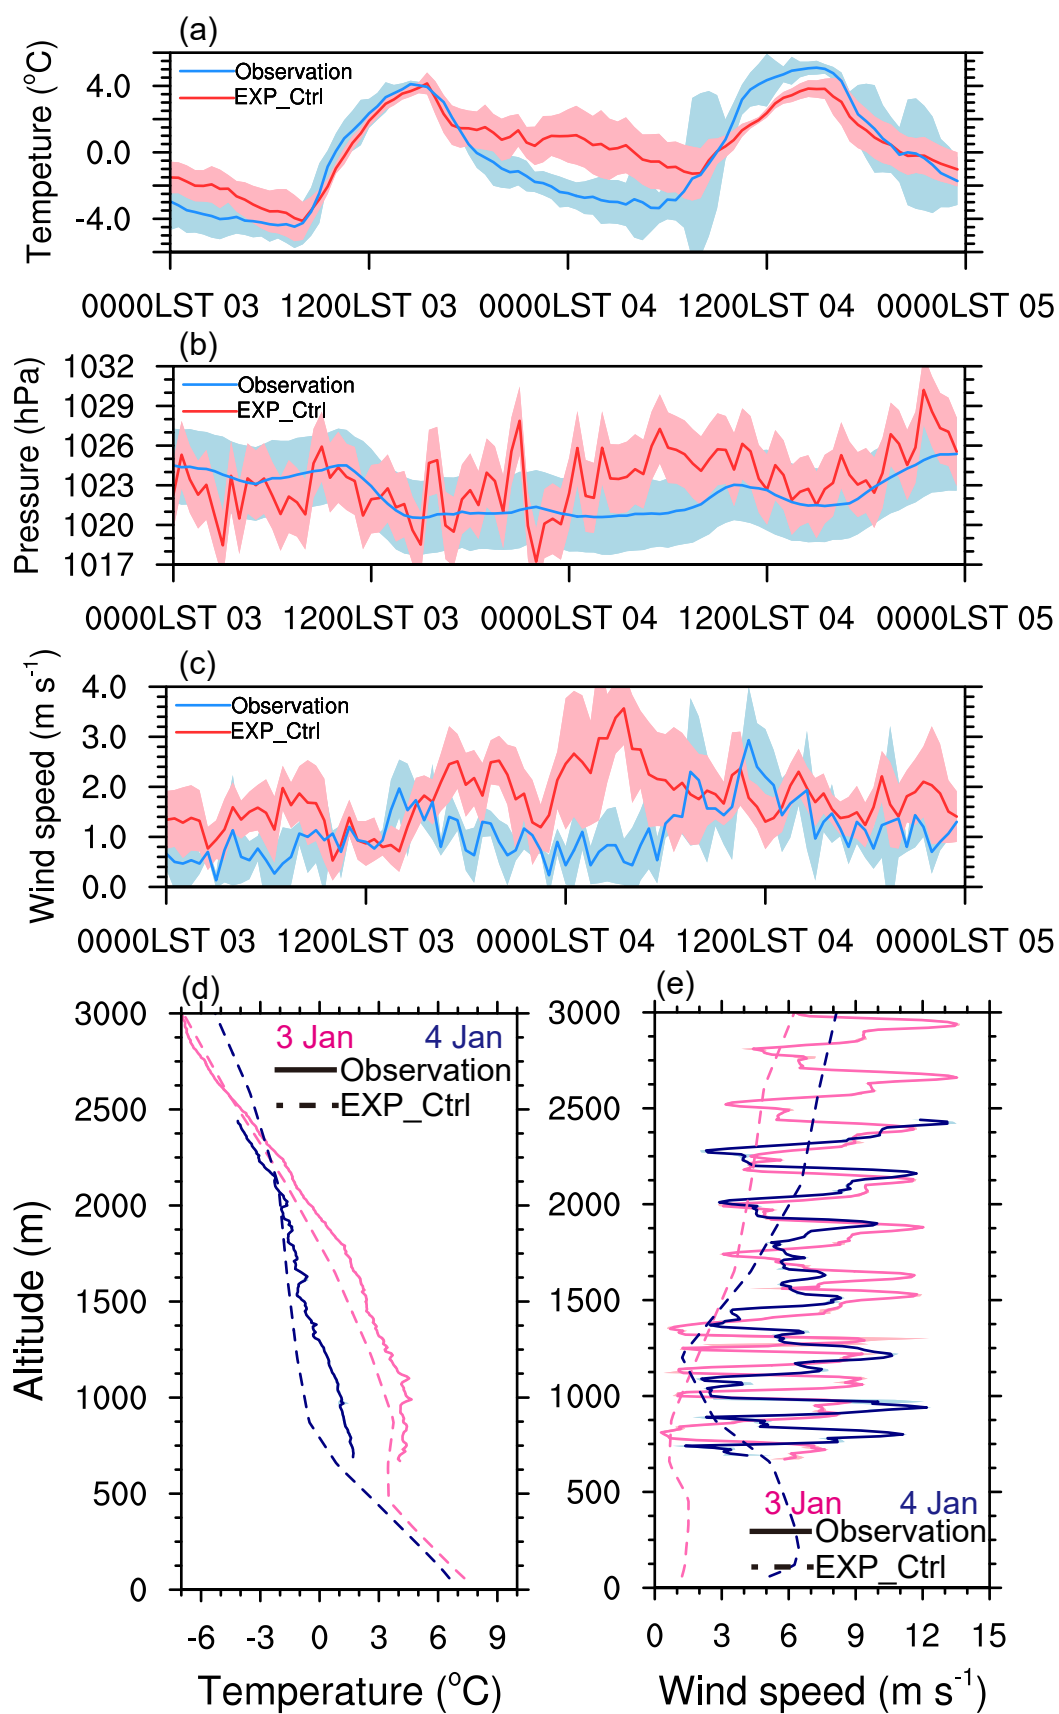 (a)
Tempeture (°C)
4.0
0.0
-4.0
Observation
EXP_Ctrl
0000LST 03 1200LST 03 0000LST 04 1200LST 04 0000LST 05
(b)
Pressure (hPa)
1032
1029
1026
1023
1020
1017
Observation
EXP_Ctrl
0000LST 03 1200LST 03 0000LST 04 1200LST 04 0000LST 05
(c)
Wind speed (m s⁻¹)
4.0
3.0
2.0
1.0
0.0
Observation
EXP_Ctrl
0000LST 03 1200LST 03 0000LST 04 1200LST 04 0000LST 05
(d)
Altitude (m)
3000
2500
2000
1500
1000
500
0
3 Jan 4 Jan
Observation
EXP_Ctrl
-6 -3 0 3 6 9
Temperature (°C)
(e)
3000
2500
2000
1500
1000
500
0
3 Jan 4 Jan
Observation
EXP_Ctrl
0 3 6 9 12 15
Wind speed (m s⁻¹)